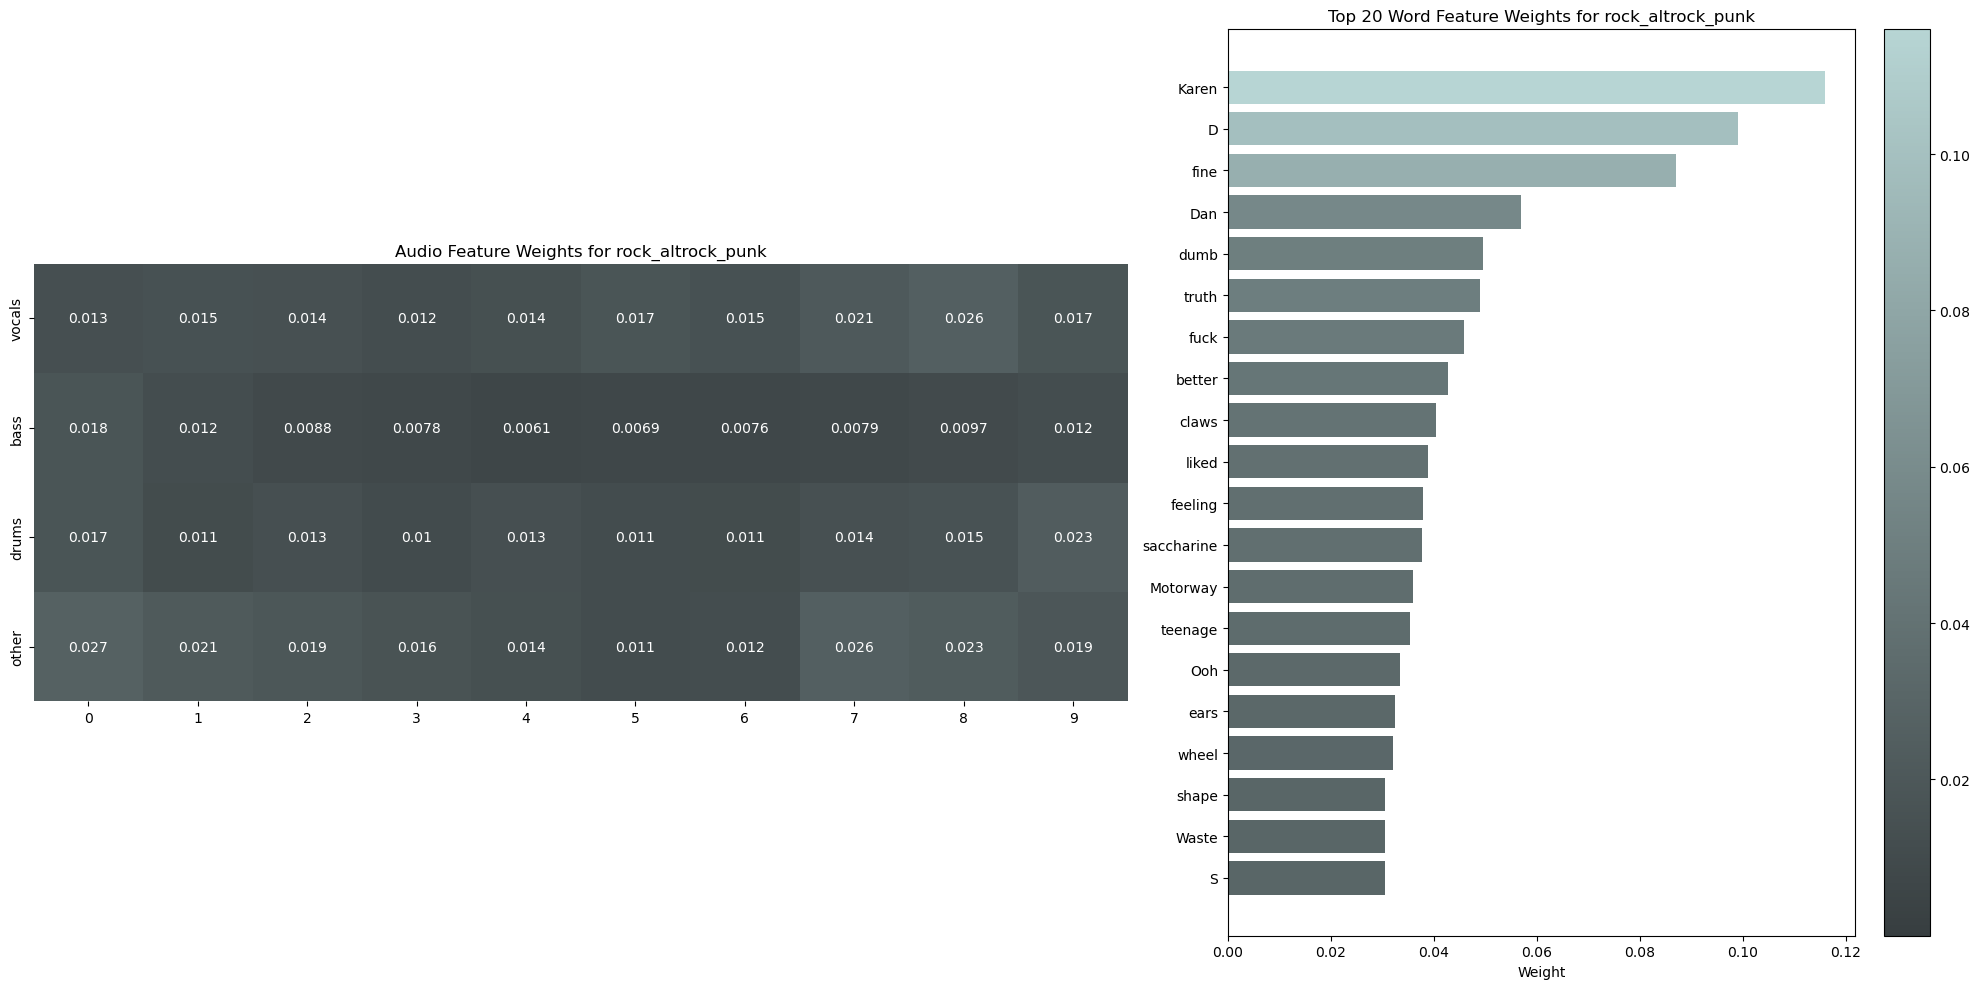 Audio Feature Weights for rock_altrock_punk
vocals 0.013 0.015 0.014 0.012 0.014 0.017 0.015 0.021 0.026 0.017
bass 0.018 0.012 0.0088 0.0078 0.0061 0.0069 0.0076 0.0079 0.0097 0.012
drums 0.017 0.011 0.013 0.01 0.013 0.011 0.011 0.014 0.015 0.023
other 0.027 0.021 0.019 0.016 0.014 0.011 0.012 0.026 0.023 0.019
0 1 2 3 4 5 6 7 8 9
Top 20 Word Feature Weights for rock_altrock_punk
Karen
D
fine
Dan
dumb
truth
fuck
better
claws
liked
feeling
saccharine
Motorway
teenage
Ooh
ears
wheel
shape
Waste
S
0.00 0.02 0.04 0.06 0.08 0.10 0.12
Weight
0.10
0.08
0.06
0.04
0.02